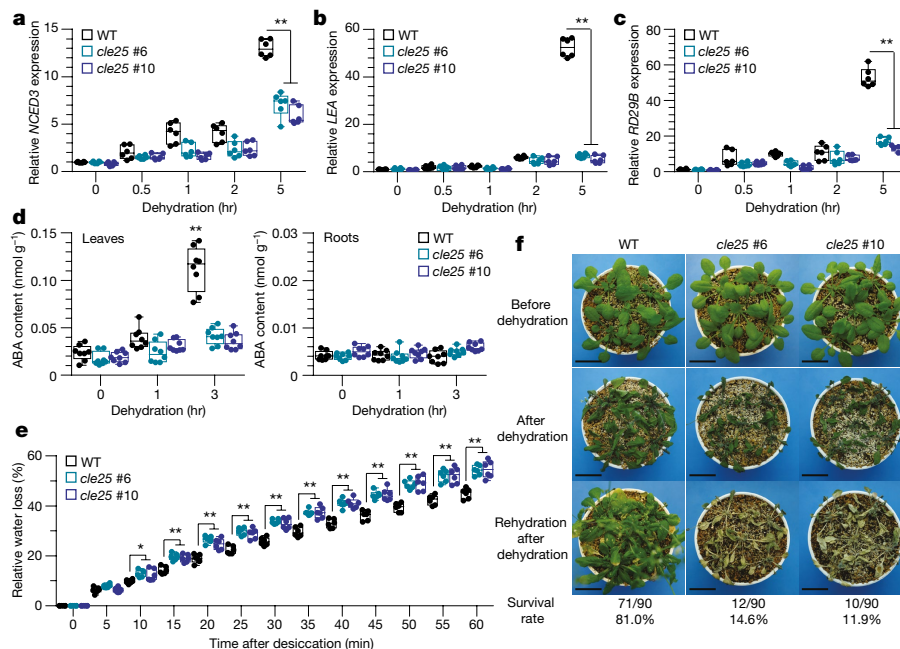 a
Relative NCED3 expression
15
10
5
0
WT
cle25 #6
cle25 #10
**
0 0.5 1 2 5
Dehydration (hr)
b
Relative LEA expression
60
40
20
0
WT
cle25 #6
cle25 #10
**
0 0.5 1 2 5
Dehydration (hr)
c
Relative RD29B expression
60
40
20
0
WT
cle25 #6
cle25 #10
**
0 0.5 1 2 5
Dehydration (hr)
d
ABA content (nmol g⁻¹)
0.15
0.10
0.05
0
Leaves
**
WT
cle25 #6
cle25 #10
0 1 3
Dehydration (hr)
ABA content (nmol g⁻¹)
0.03
0.02
0.01
0
Roots
WT
cle25 #6
cle25 #10
0 1 3
Dehydration (hr)
e
Relative water loss (%)
60
40
20
0
WT
cle25 #6
cle25 #10
* ** ** ** ** ** ** ** ** ** **
0 5 10 15 20 25 30 35 40 45 50 55 60
Time after desiccation (min)
f
WT cle25 #6 cle25 #10
Before
dehydration
After
dehydration
Rehydration
after
dehydration
Survival
rate
71/90 12/90 10/90
81.0% 14.6% 11.9%